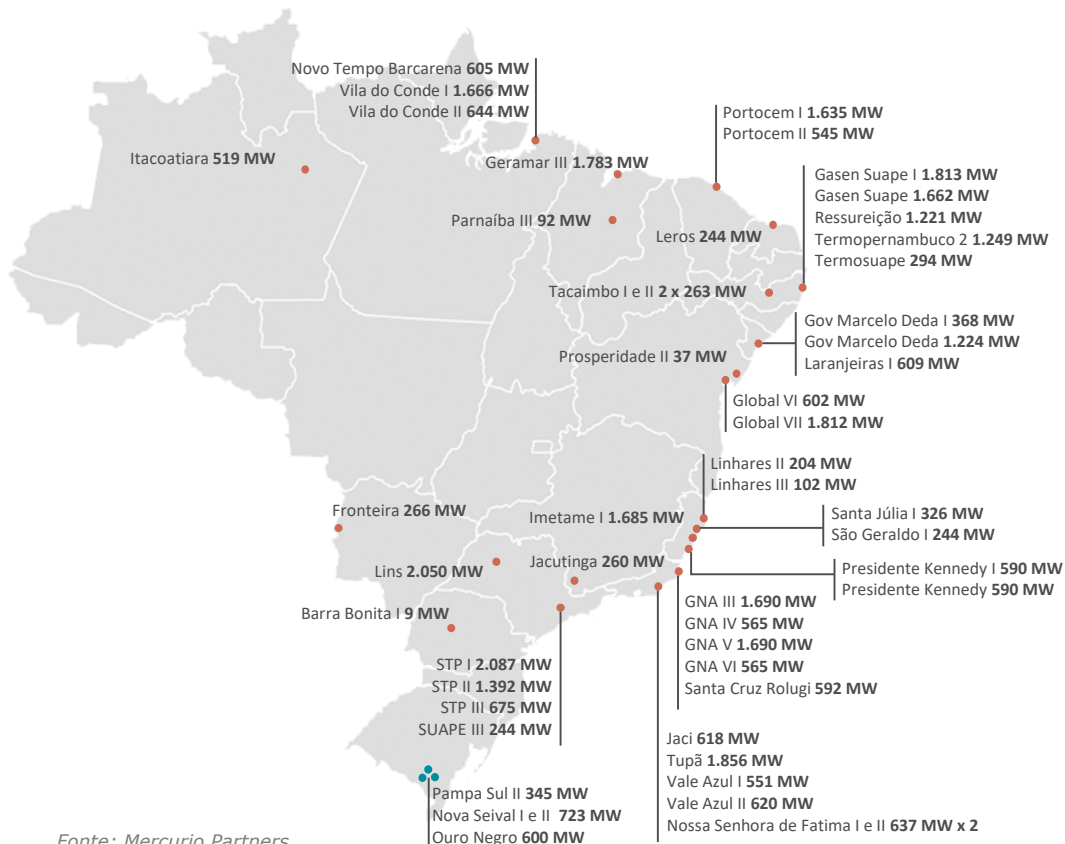 Novo Tempo Barcarena 605 MW
Vila do Conde I 1.666 MW
Vila do Conde II 644 MW
Portocem I 1.635 MW
Portocem II 545 MW
Itacoatiara 519 MW
Geramar III 1.783 MW
Gasen Suape I 1.813 MW
Gasen Suape 1.662 MW
Ressureição 1.221 MW
Termopernambuco 2 1.249 MW
Termosuape 294 MW
Parnaíba III 92 MW
Leros 244 MW
Tacaimbo I e II 2 x 263 MW
Gov Marcelo Deda I 368 MW
Gov Marcelo Deda 1.224 MW
Laranjeiras I 609 MW
Prosperidade II 37 MW
Global VI 602 MW
Global VII 1.812 MW
Linhares II 204 MW
Linhares III 102 MW
Fronteira 266 MW
Imetame I 1.685 MW
Santa Júlia I 326 MW
São Geraldo I 244 MW
Jacutinga 260 MW
Lins 2.050 MW
Presidente Kennedy I 590 MW
Presidente Kennedy 590 MW
Barra Bonita I 9 MW
GNA III 1.690 MW
GNA IV 565 MW
GNA V 1.690 MW
GNA VI 565 MW
Santa Cruz Rolugi 592 MW
STP I 2.087 MW
STP II 1.392 MW
STP III 675 MW
SUAPE III 244 MW
Jaci 618 MW
Tupã 1.856 MW
Vale Azul I 551 MW
Vale Azul II 620 MW
Nossa Senhora de Fatima I e II 637 MW x 2
Pampa Sul II 345 MW
Nova Seival I e II 723 MW
Ouro Negro 600 MW
Fonte: Mercurio Partners